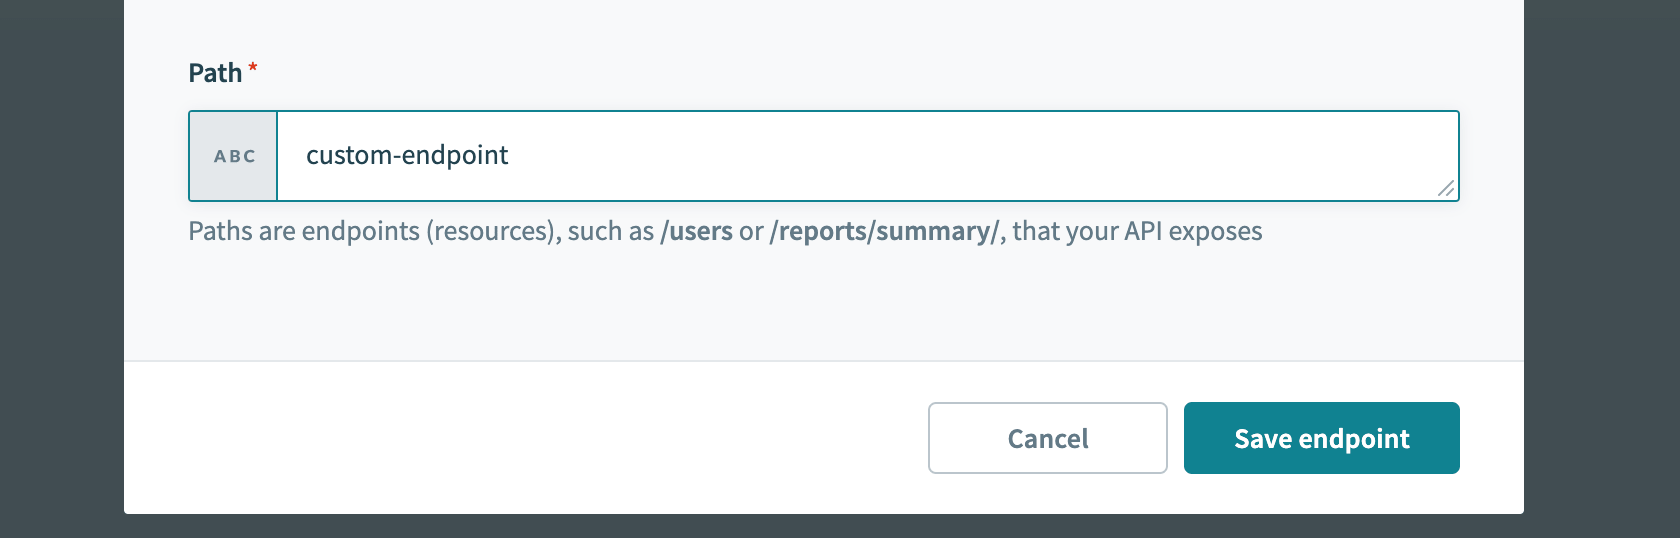 Path *
ABC custom-endpoint
Paths are endpoints (resources), such as /users or /reports/summary/, that your API exposes
Cancel Save endpoint